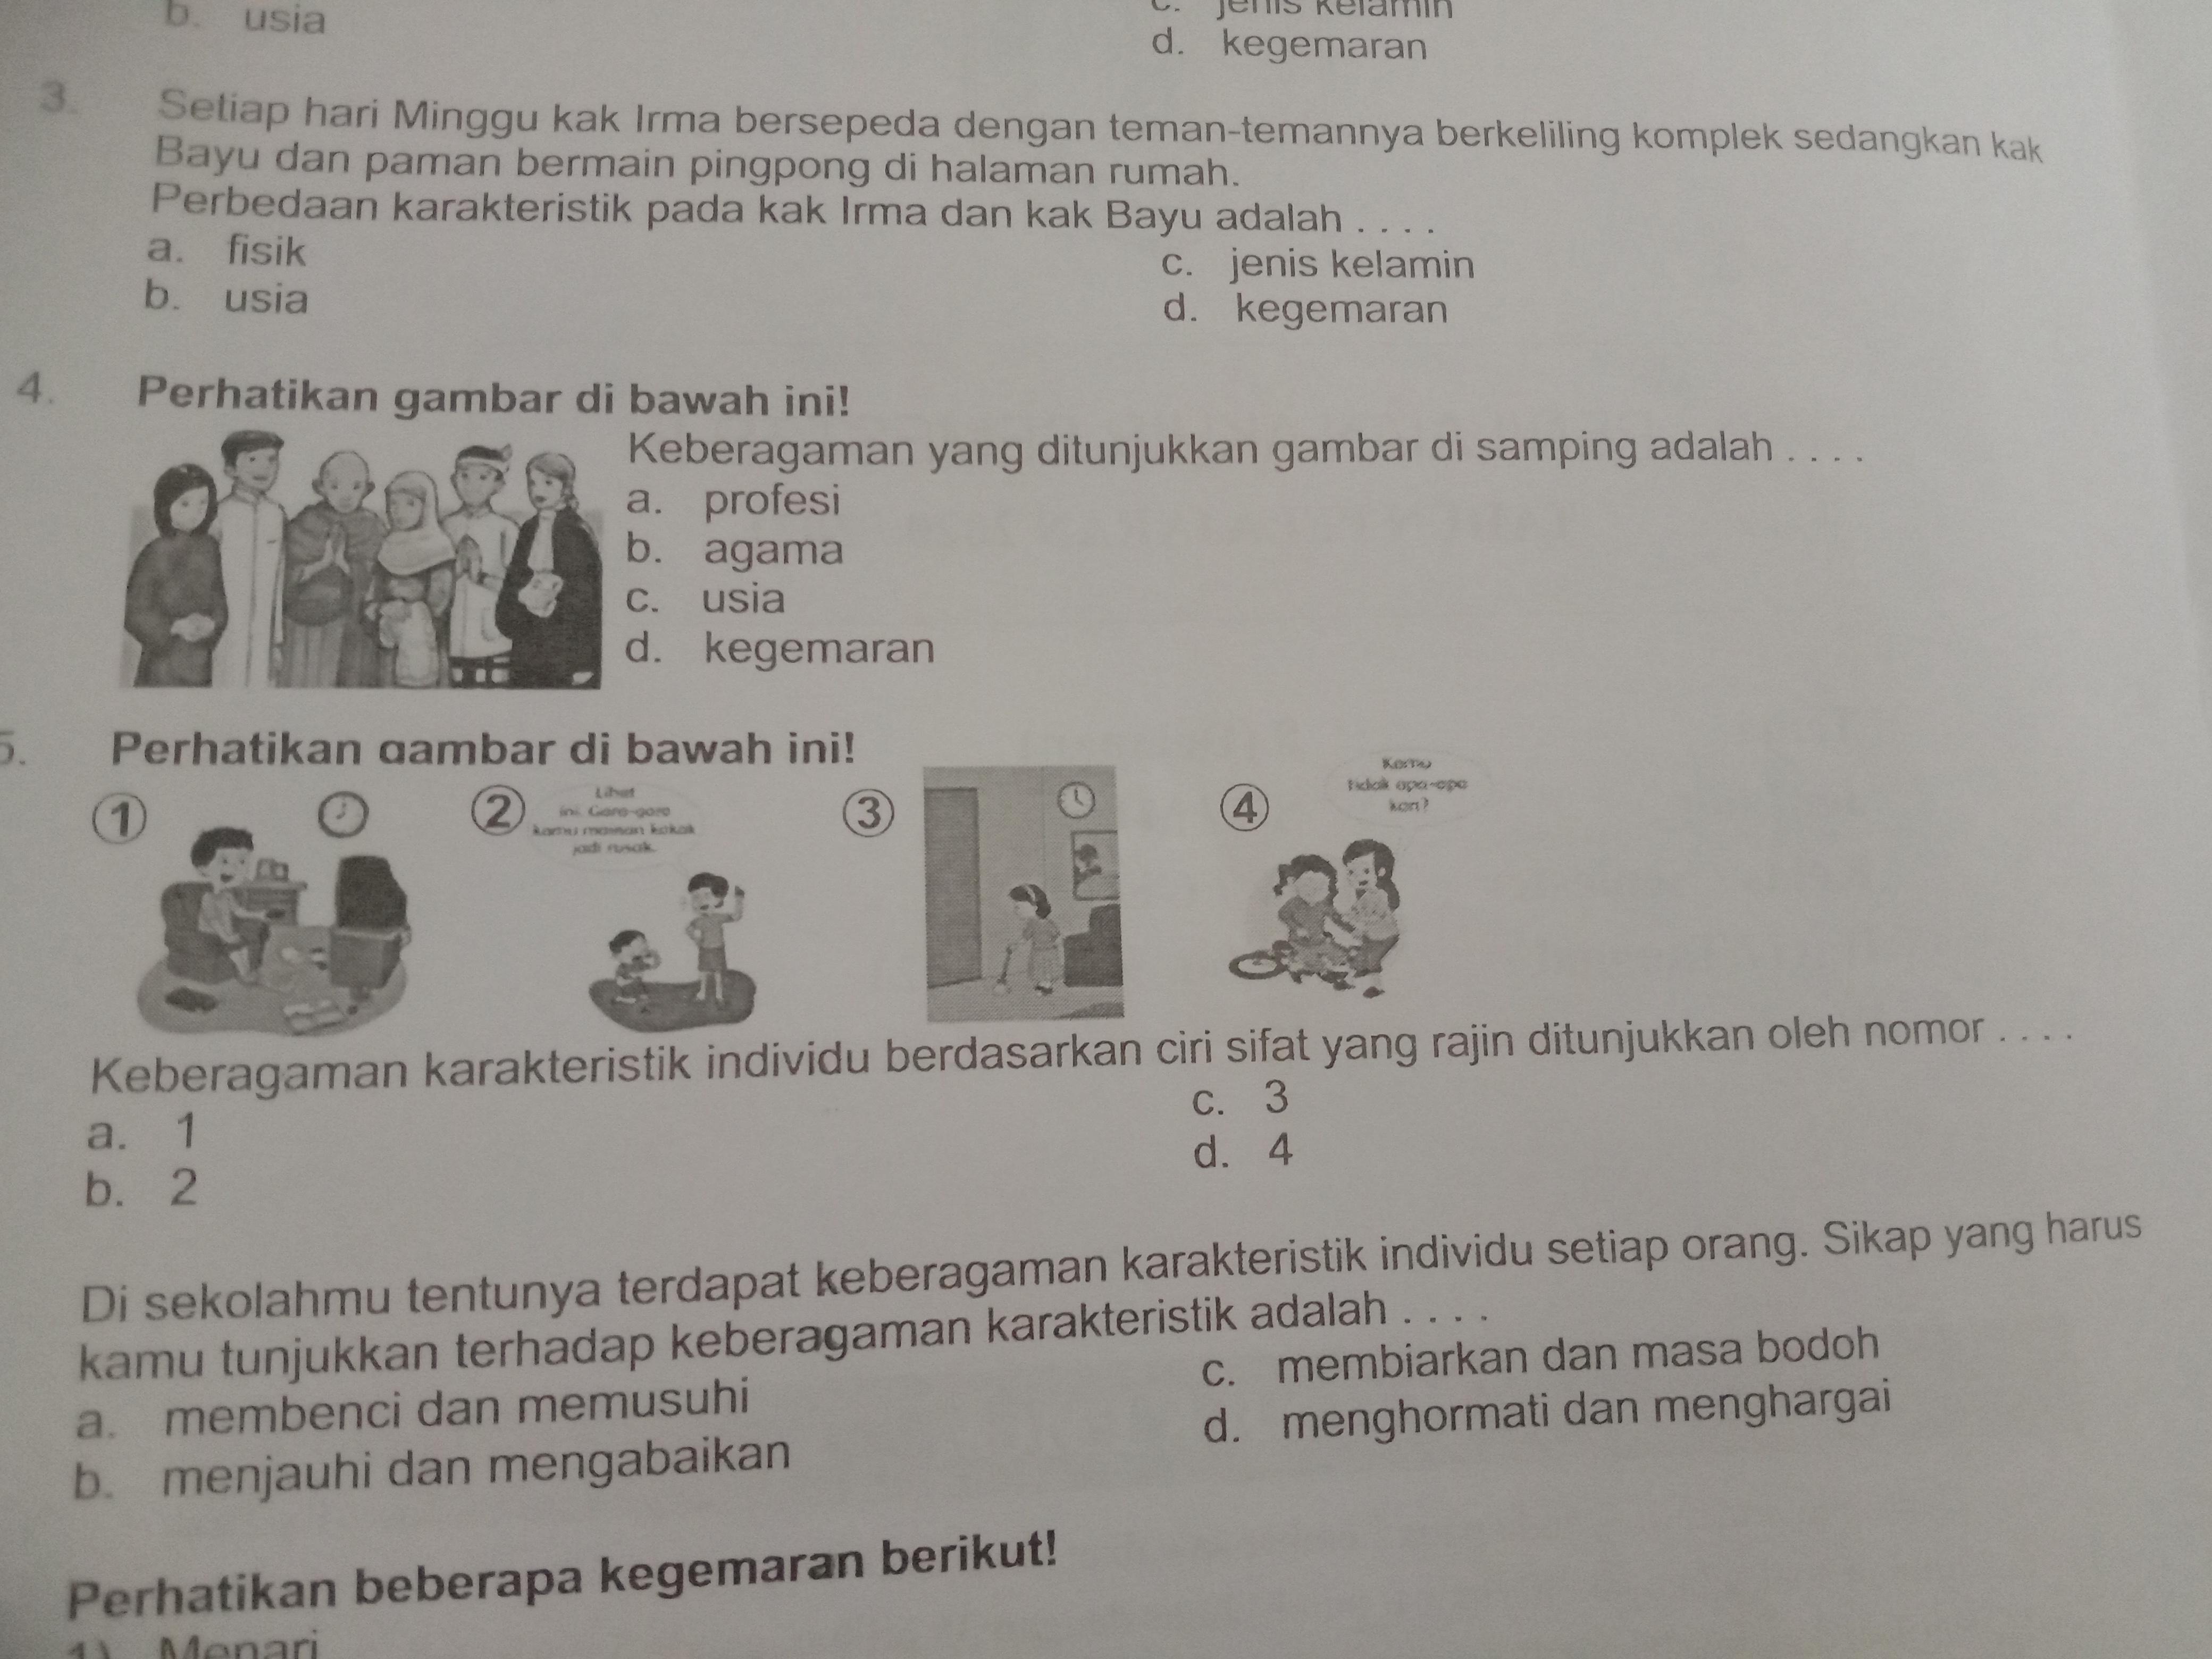 b. usia
c. jenis kelamin
d. kegemaran
3. Setiap hari Minggu kak Irma bersepeda dengan teman-temannya berkeliling komplek sedangkan kak
Bayu dan paman bermain pingpong di halaman rumah.
Perbedaan karakteristik pada kak Irma dan kak Bayu adalah . . . .
a. fisik
b. usia
c. jenis kelamin
d. kegemaran
4. Perhatikan gambar di bawah ini!
Keberagaman yang ditunjukkan gambar di samping adalah . . . .
a. profesi
b. agama
c. usia
d. kegemaran
5. Perhatikan gambar di bawah ini!
1
2
Lihat
ini. Gara-gara
kamu mainan kakak
jadi rusak.
3
4
Kamu
tidak apa-apa
kan?
Keberagaman karakteristik individu berdasarkan ciri sifat yang rajin ditunjukkan oleh nomor . . . .
a. 1
b. 2
c. 3
d. 4
Di sekolahmu tentunya terdapat keberagaman karakteristik individu setiap orang. Sikap yang harus
kamu tunjukkan terhadap keberagaman karakteristik adalah . . . .
a. membenci dan memusuhi
b. menjauhi dan mengabaikan
c. membiarkan dan masa bodoh
d. menghormati dan menghargai
Perhatikan beberapa kegemaran berikut!
1) Menari